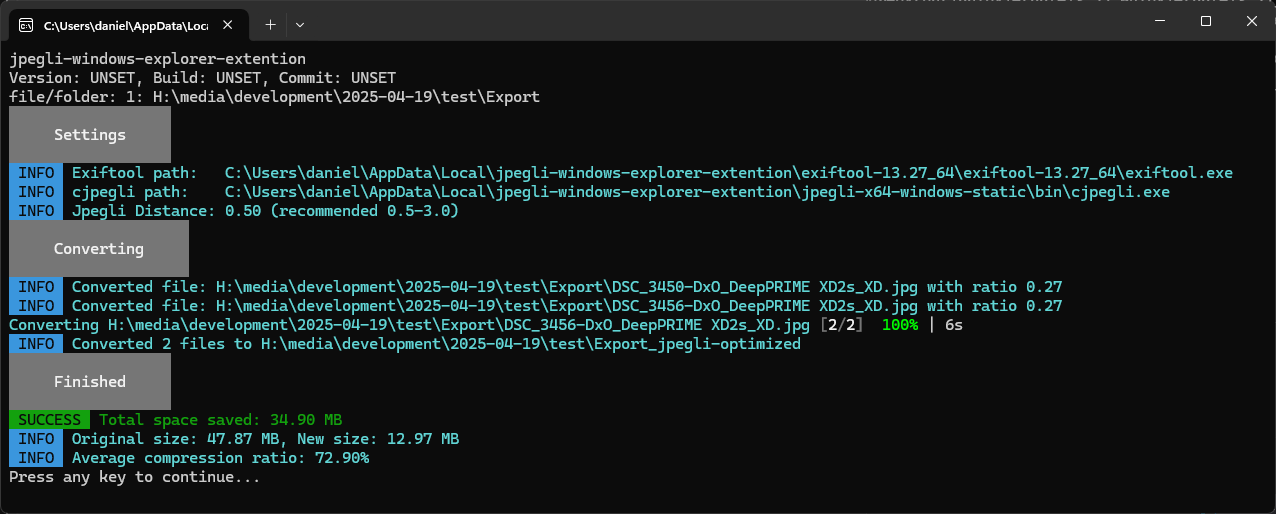 C:\Users\daniel\AppData\Loca
jpegli-windows-explorer-extention
Version: UNSET, Build: UNSET, Commit: UNSET
file/folder: 1: H:\media\development\2025-04-19\test\Export
Settings
INFO Exiftool path: C:\Users\daniel\AppData\Local\jpegli-windows-explorer-extention\exiftool-13.27_64\exiftool-13.27_64\exiftool.exe
INFO cjpegli path: C:\Users\daniel\AppData\Local\jpegli-windows-explorer-extention\jpegli-x64-windows-static\bin\cjpegli.exe
INFO Jpegli Distance: 0.50 (recommended 0.5-3.0)
Converting
INFO Converted file: H:\media\development\2025-04-19\test\Export\DSC_3450-DxO_DeepPRIME XD2s_XD.jpg with ratio 0.27
INFO Converted file: H:\media\development\2025-04-19\test\Export\DSC_3456-DxO_DeepPRIME XD2s_XD.jpg with ratio 0.27
Converting H:\media\development\2025-04-19\test\Export\DSC_3456-DxO_DeepPRIME XD2s_XD.jpg [2/2] 100% | 6s
INFO Converted 2 files to H:\media\development\2025-04-19\test\Export_jpegli-optimized
Finished
SUCCESS Total space saved: 34.90 MB
INFO Original size: 47.87 MB, New size: 12.97 MB
INFO Average compression ratio: 72.90%
Press any key to continue...